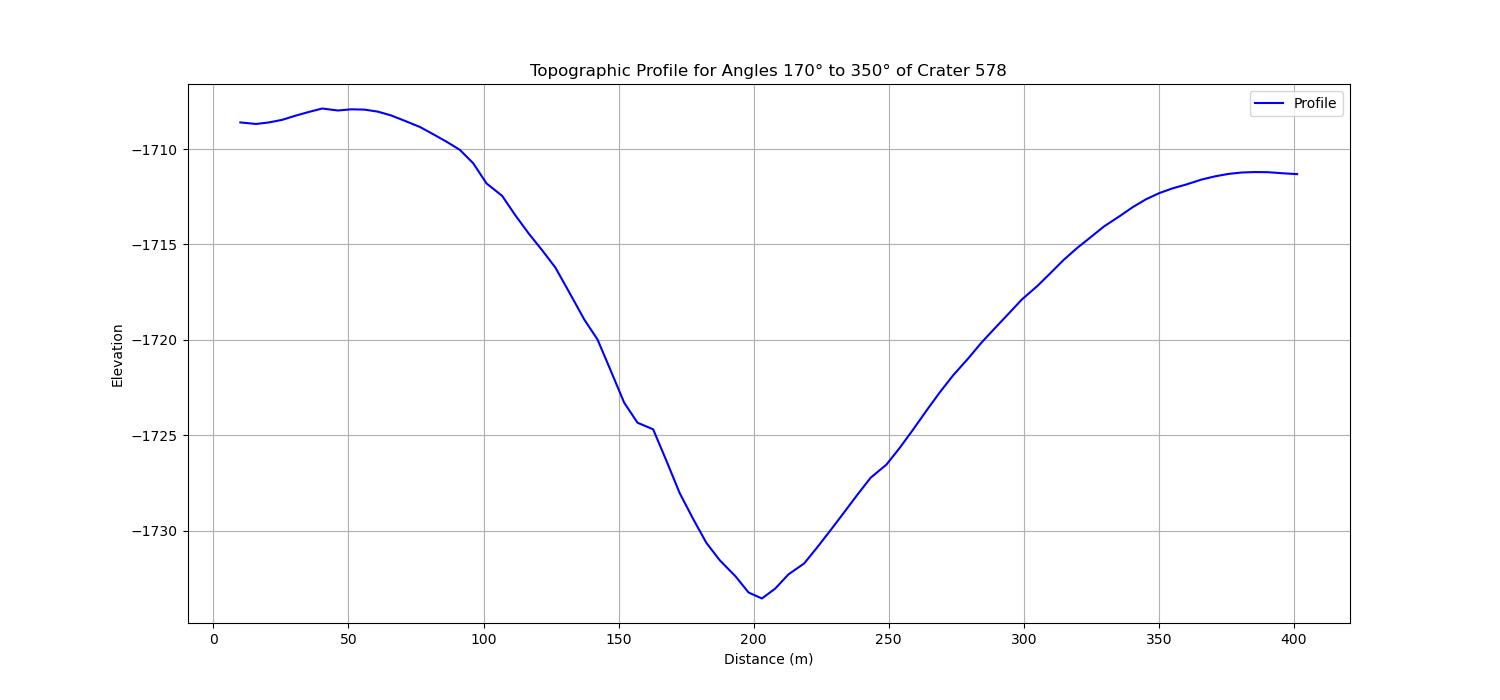 Topographic Profile for Angles 170° to 350° of Crater 578
Profile
−1710
−1715
−1720
−1725
−1730
Elevation
0 50 100 150 200 250 300 350 400
Distance (m)